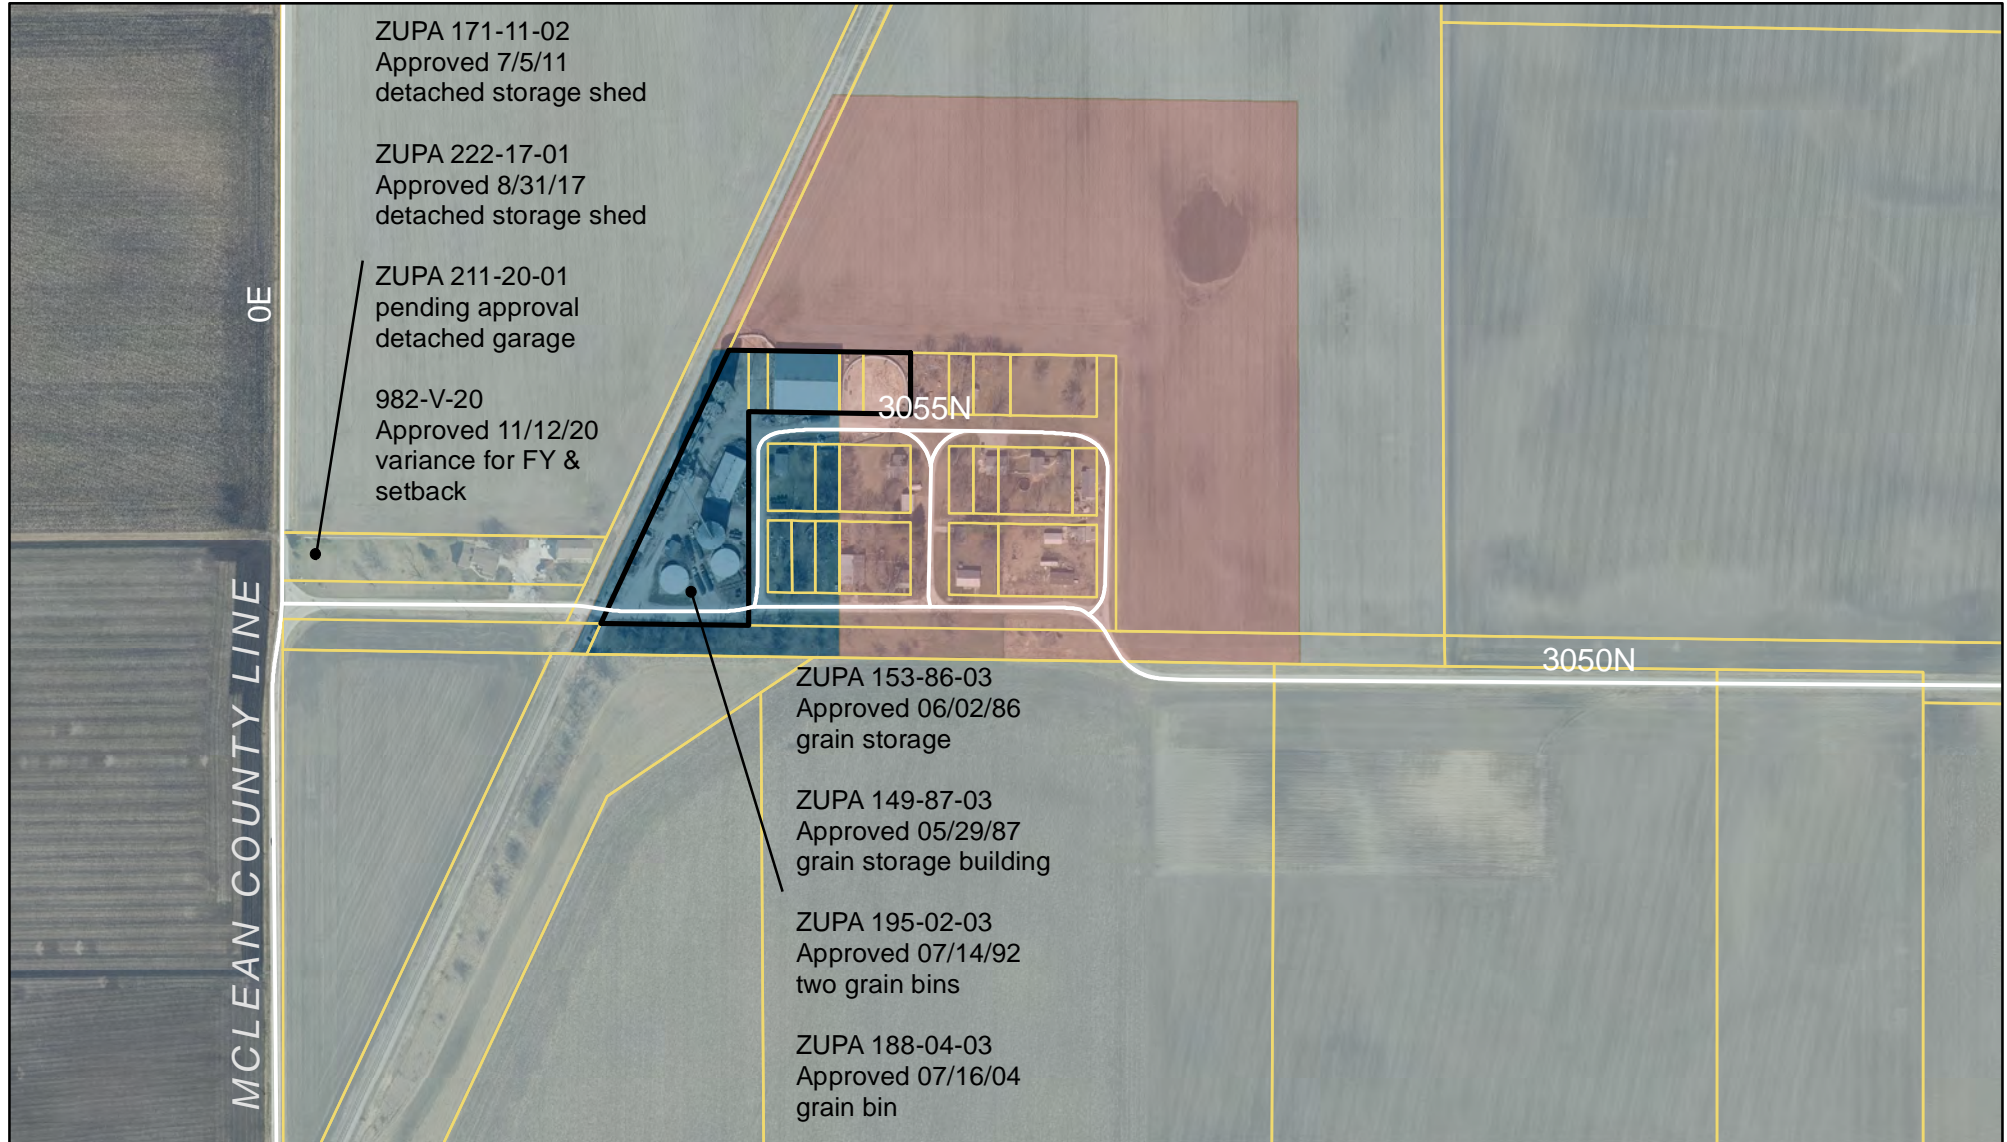 ZUPA 171-11-02
Approved 7/5/11
detached storage shed
ZUPA 222-17-01
Approved 8/31/17
detached storage shed
ZUPA 211-20-01
pending approval
detached garage
982-V-20
Approved 11/12/20
variance for FY &
setback
0E
3055N
MCLEAN COUNTY LINE
3050N
ZUPA 153-86-03
Approved 06/02/86
grain storage
ZUPA 149-87-03
Approved 05/29/87
grain storage building
ZUPA 195-02-03
Approved 07/14/92
two grain bins
ZUPA 188-04-03
Approved 07/16/04
grain bin